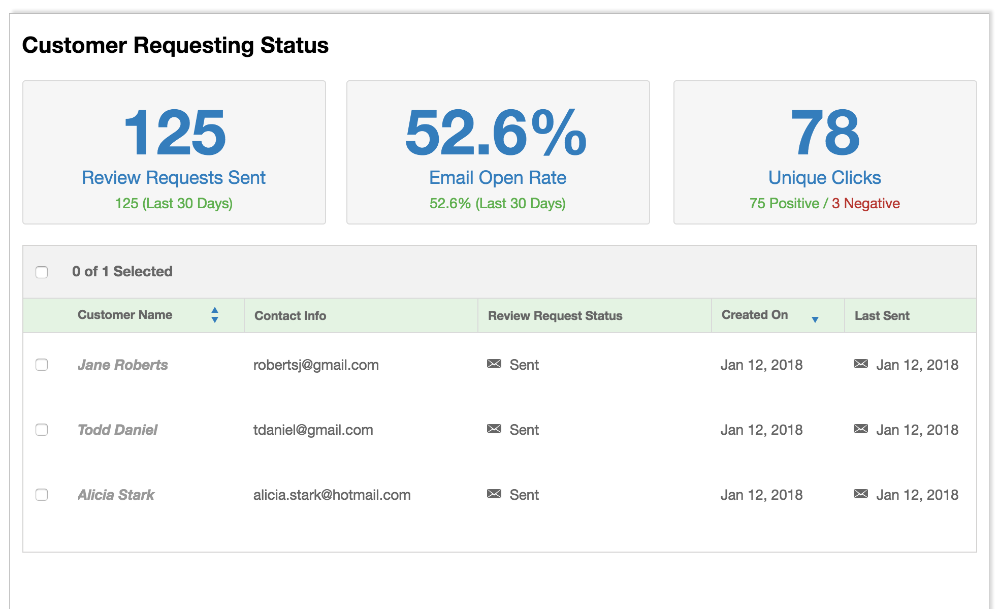 Customer Requesting Status
125
Review Requests Sent
125 (Last 30 Days)
52.6%
Email Open Rate
52.6% (Last 30 Days)
78
Unique Clicks
75 Positive / 3 Negative
0 of 1 Selected
Customer Name Contact Info Review Request Status Created On Last Sent
Jane Roberts robertsj@gmail.com Sent Jan 12, 2018 Jan 12, 2018
Todd Daniel tdaniel@gmail.com Sent Jan 12, 2018 Jan 12, 2018
Alicia Stark alicia.stark@hotmail.com Sent Jan 12, 2018 Jan 12, 2018